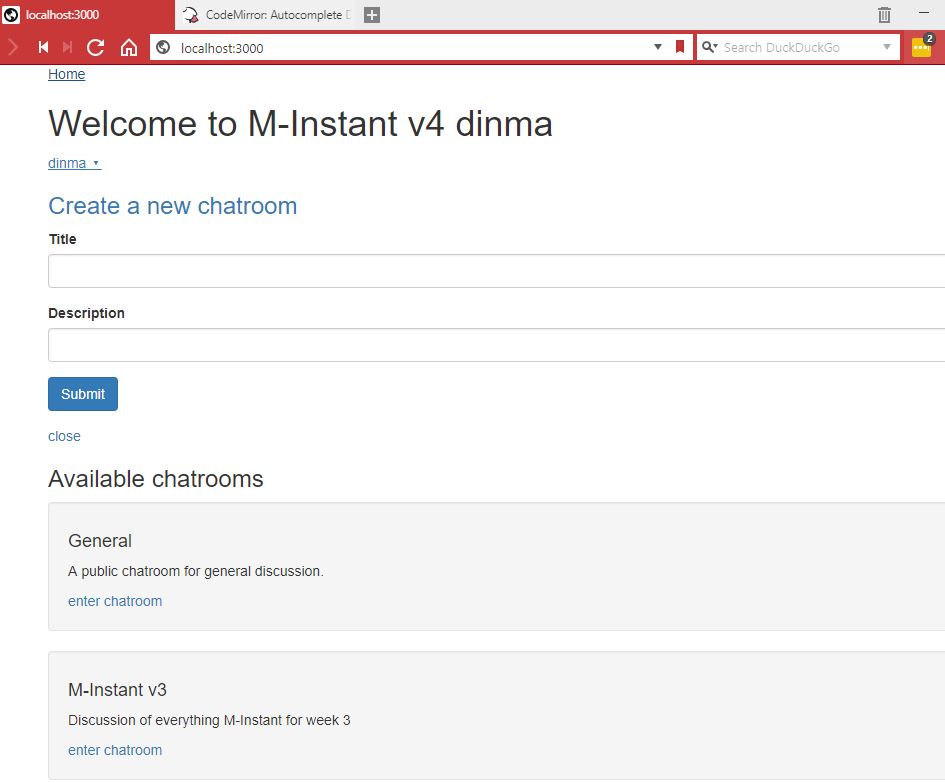 localhost:3000
CodeMirror: Autocomplete
localhost:3000
Search DuckDuckGo
2
Home
Welcome to M-Instant v4 dinma
dinma
Create a new chatroom
Title
Description
Submit
close
Available chatrooms
General
A public chatroom for general discussion.
enter chatroom
M-Instant v3
Discussion of everything M-Instant for week 3
enter chatroom